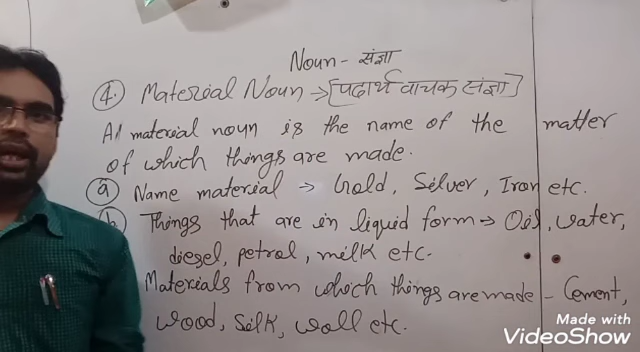 Noun - संज्ञा
4. Material Noun → [पदार्थ वाचक संज्ञा]
A material noun is the name of the matter
of which things are made.
a Name material → Gold, Silver, Iron etc.
b. Things that are in liquid form → Oil, water,
diesel, petrol, milk etc.
Materials from which things are made - Cement,
wood, silk, woll etc.
Made with
VideoShow